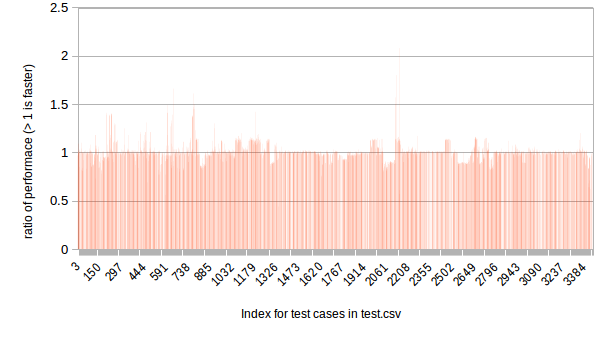 2.5
2
1.5
1
0.5
0
ratio of performace (> 1 is faster)
3 150 297 444 591 738 885 1032 1179 1326 1473 1620 1767 1914 2061 2208 2355 2502 2649 2796 2943 3090 3237 3384
Index for test cases in test.csv